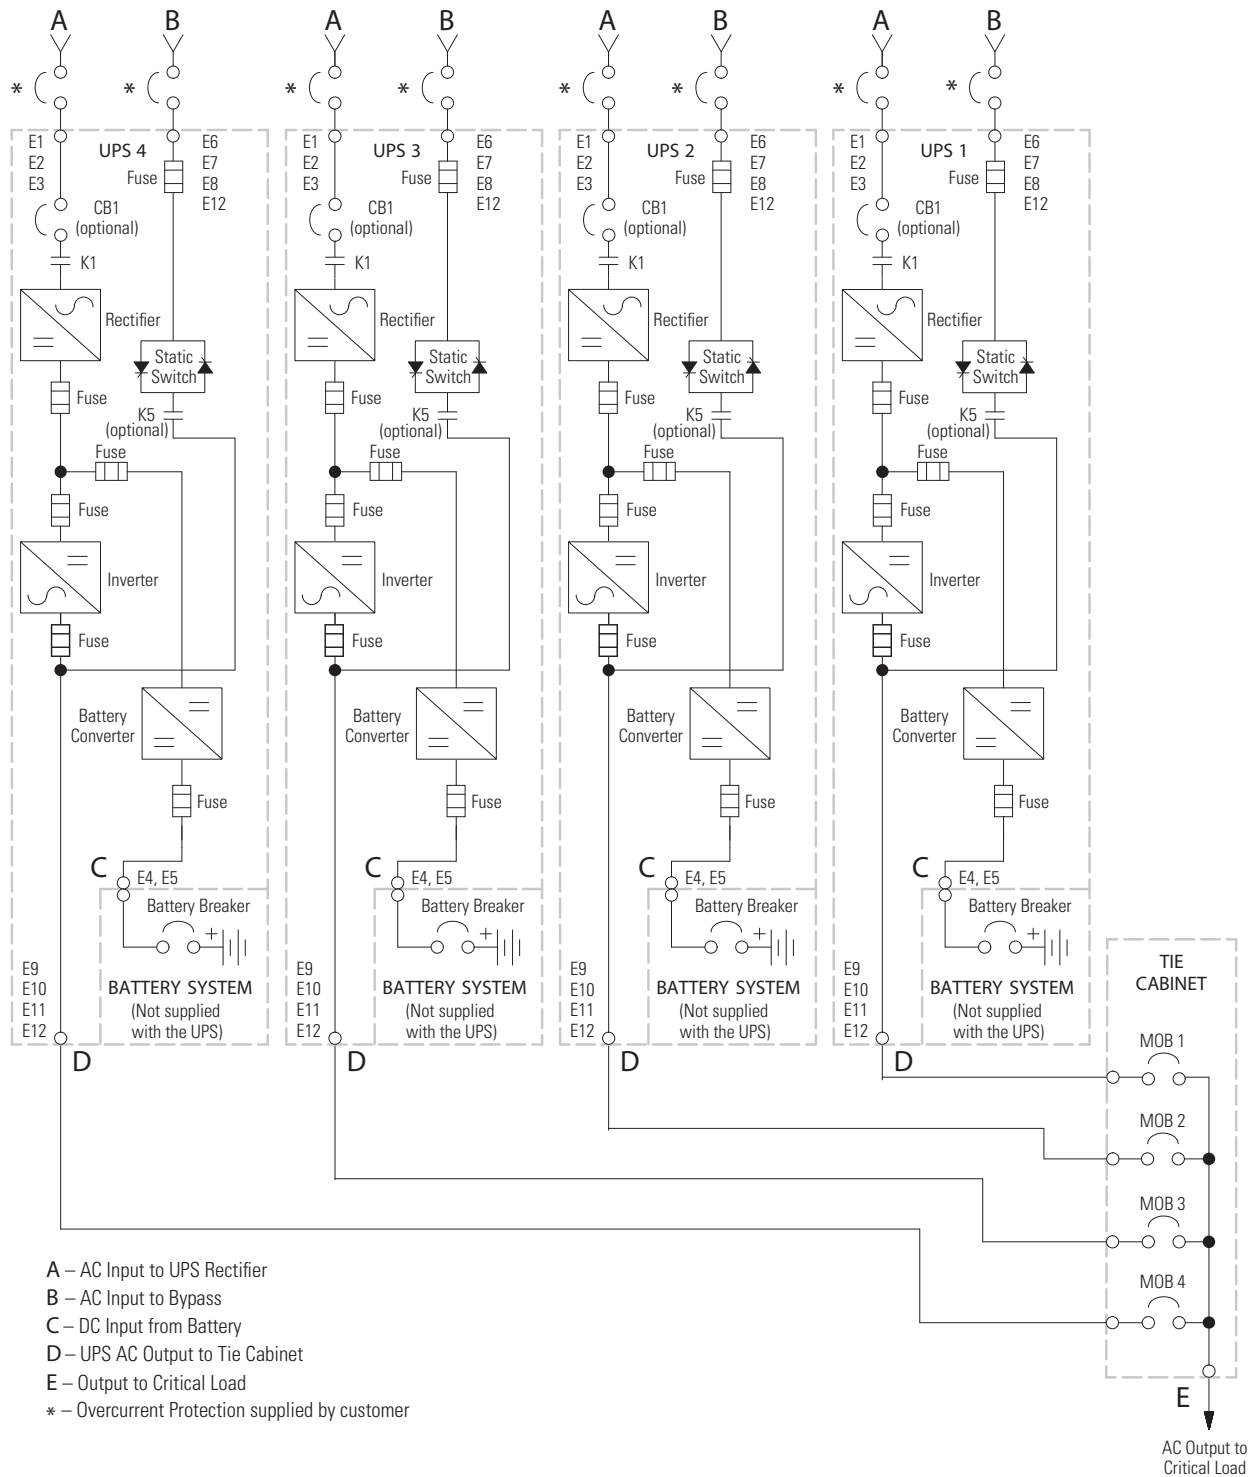 A B A B A B A B
* * * * * * * *
E1 UPS 4 E6 E1 UPS 3 E6 E1 UPS 2 E6 E1 UPS 1 E6
E2 E7 E2 E7 E2 E7 E2 E7
E3 Fuse E8 E3 Fuse E8 E3 Fuse E8 E3 Fuse E8
CB1 E12 CB1 E12 CB1 E12 CB1 E12
(optional) (optional) (optional) (optional)
K1 K1 K1 K1
Rectifier Rectifier Rectifier Rectifier
Static Static Static Static
Switch Switch Switch Switch
Fuse Fuse Fuse Fuse
K5 K5 K5 K5
(optional) (optional) (optional) (optional)
Fuse Fuse Fuse Fuse
Fuse Fuse Fuse Fuse
Inverter Inverter Inverter Inverter
Fuse Fuse Fuse Fuse
Battery Battery Battery Battery
Converter Converter Converter Converter
Fuse Fuse Fuse Fuse
C E4, E5 C E4, E5 C E4, E5 C E4, E5
Battery Breaker Battery Breaker Battery Breaker Battery Breaker
+ + + +
E9 E9 E9 E9
E10 BATTERY SYSTEM E10 BATTERY SYSTEM E10 BATTERY SYSTEM E10 BATTERY SYSTEM
E11 (Not supplied E11 (Not supplied E11 (Not supplied E11 (Not supplied
E12 with the UPS) E12 with the UPS) E12 with the UPS) E12 with the UPS)
D D D D
TIE
CABINET
MOB 1
MOB 2
MOB 3
MOB 4
A – AC Input to UPS Rectifier
B – AC Input to Bypass
C – DC Input from Battery
D – UPS AC Output to Tie Cabinet
E – Output to Critical Load
* – Overcurrent Protection supplied by customer
E
AC Output to
Critical Load